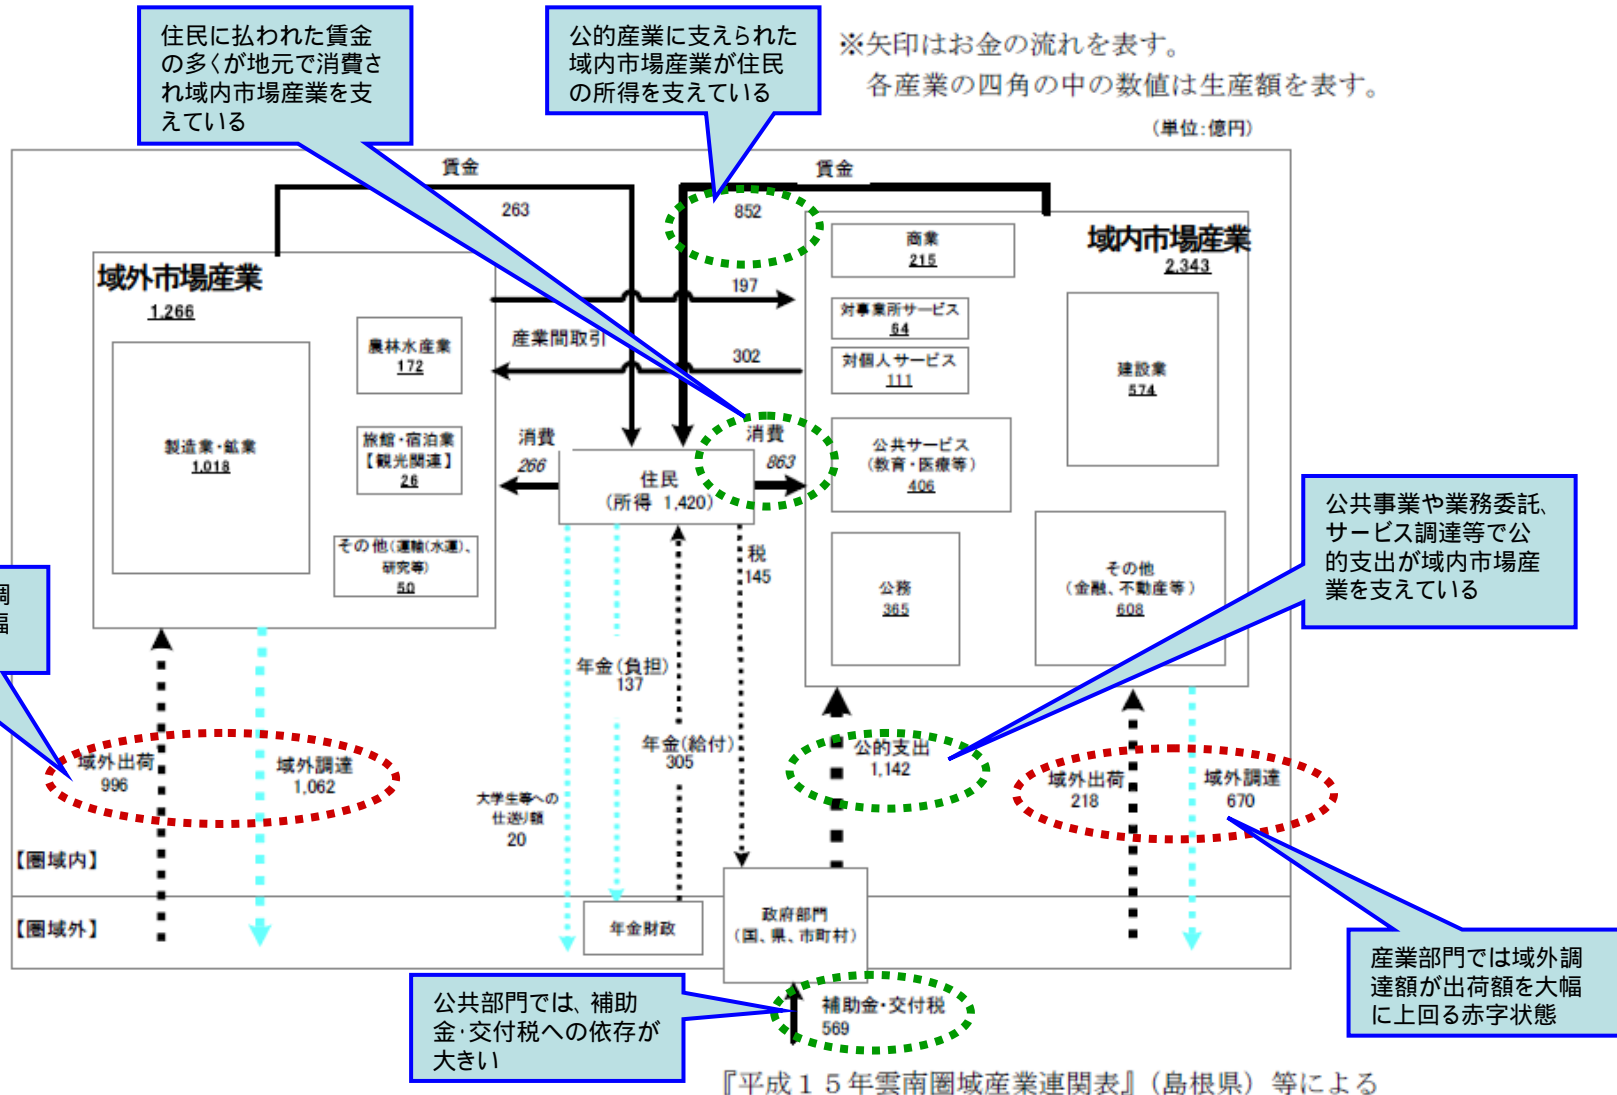 住民に払われた賃金
の多くが地元で消費さ
れ域内市場産業を支
えている
公的産業に支えられた
域内市場産業が住民
の所得を支えている
※矢印はお金の流れを表す。
各産業の四角の中の数値は生産額を表す。
(単位:億円)
賃金
263
賃金
852
域外市場産業
1,266
製造業・鉱業
1,018
農林水産業
172
旅館・宿泊業
【観光関連】
26
その他(運輸(水運)、
研究等)
50
197
産業間取引
302
消費
266
住民
(所得 1,420)
消費
863
域内市場産業
2,343
商業
215
対事業所サービス
64
対個人サービス
111
建設業
574
公共サービス
(教育・医療等)
406
公務
365
その他
(金融、不動産等)
608
公共事業や業務委託、
サービス調達等で公
的支出が域内市場産
業を支えている
調
幅
税
145
年金(負担)
137
年金(給付)
305
大学生等への
仕送り額
20
域外出荷
996
域外調達
1,062
公的支出
1,142
域外出荷
218
域外調達
670
【圏域内】
【圏域外】
年金財政
政府部門
(国、県、市町村)
産業部門では域外調
達額が出荷額を大幅
に上回る赤字状態
公共部門では、補助
金・交付税への依存が
大きい
補助金・交付税
569
『平成15年雲南圏域産業連関表』(島根県)等による